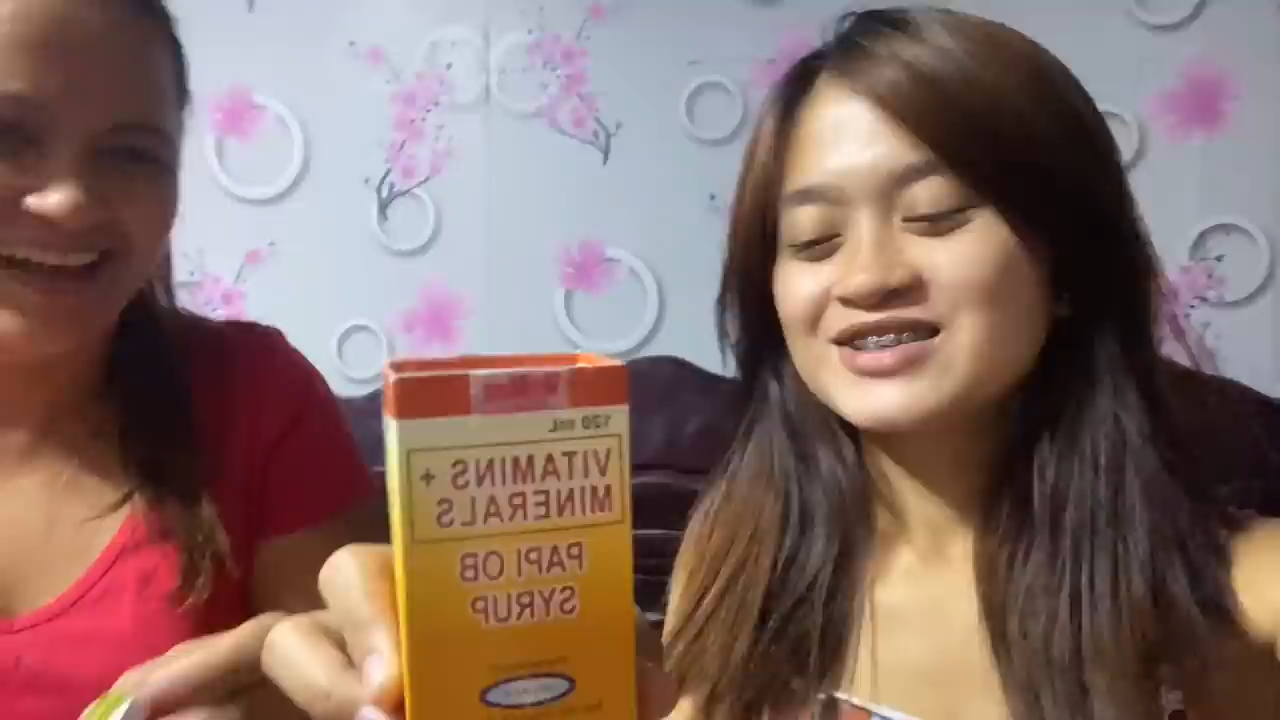 120 mL
VITAMINS +
MINERALS
PAPI OB
SYRUP